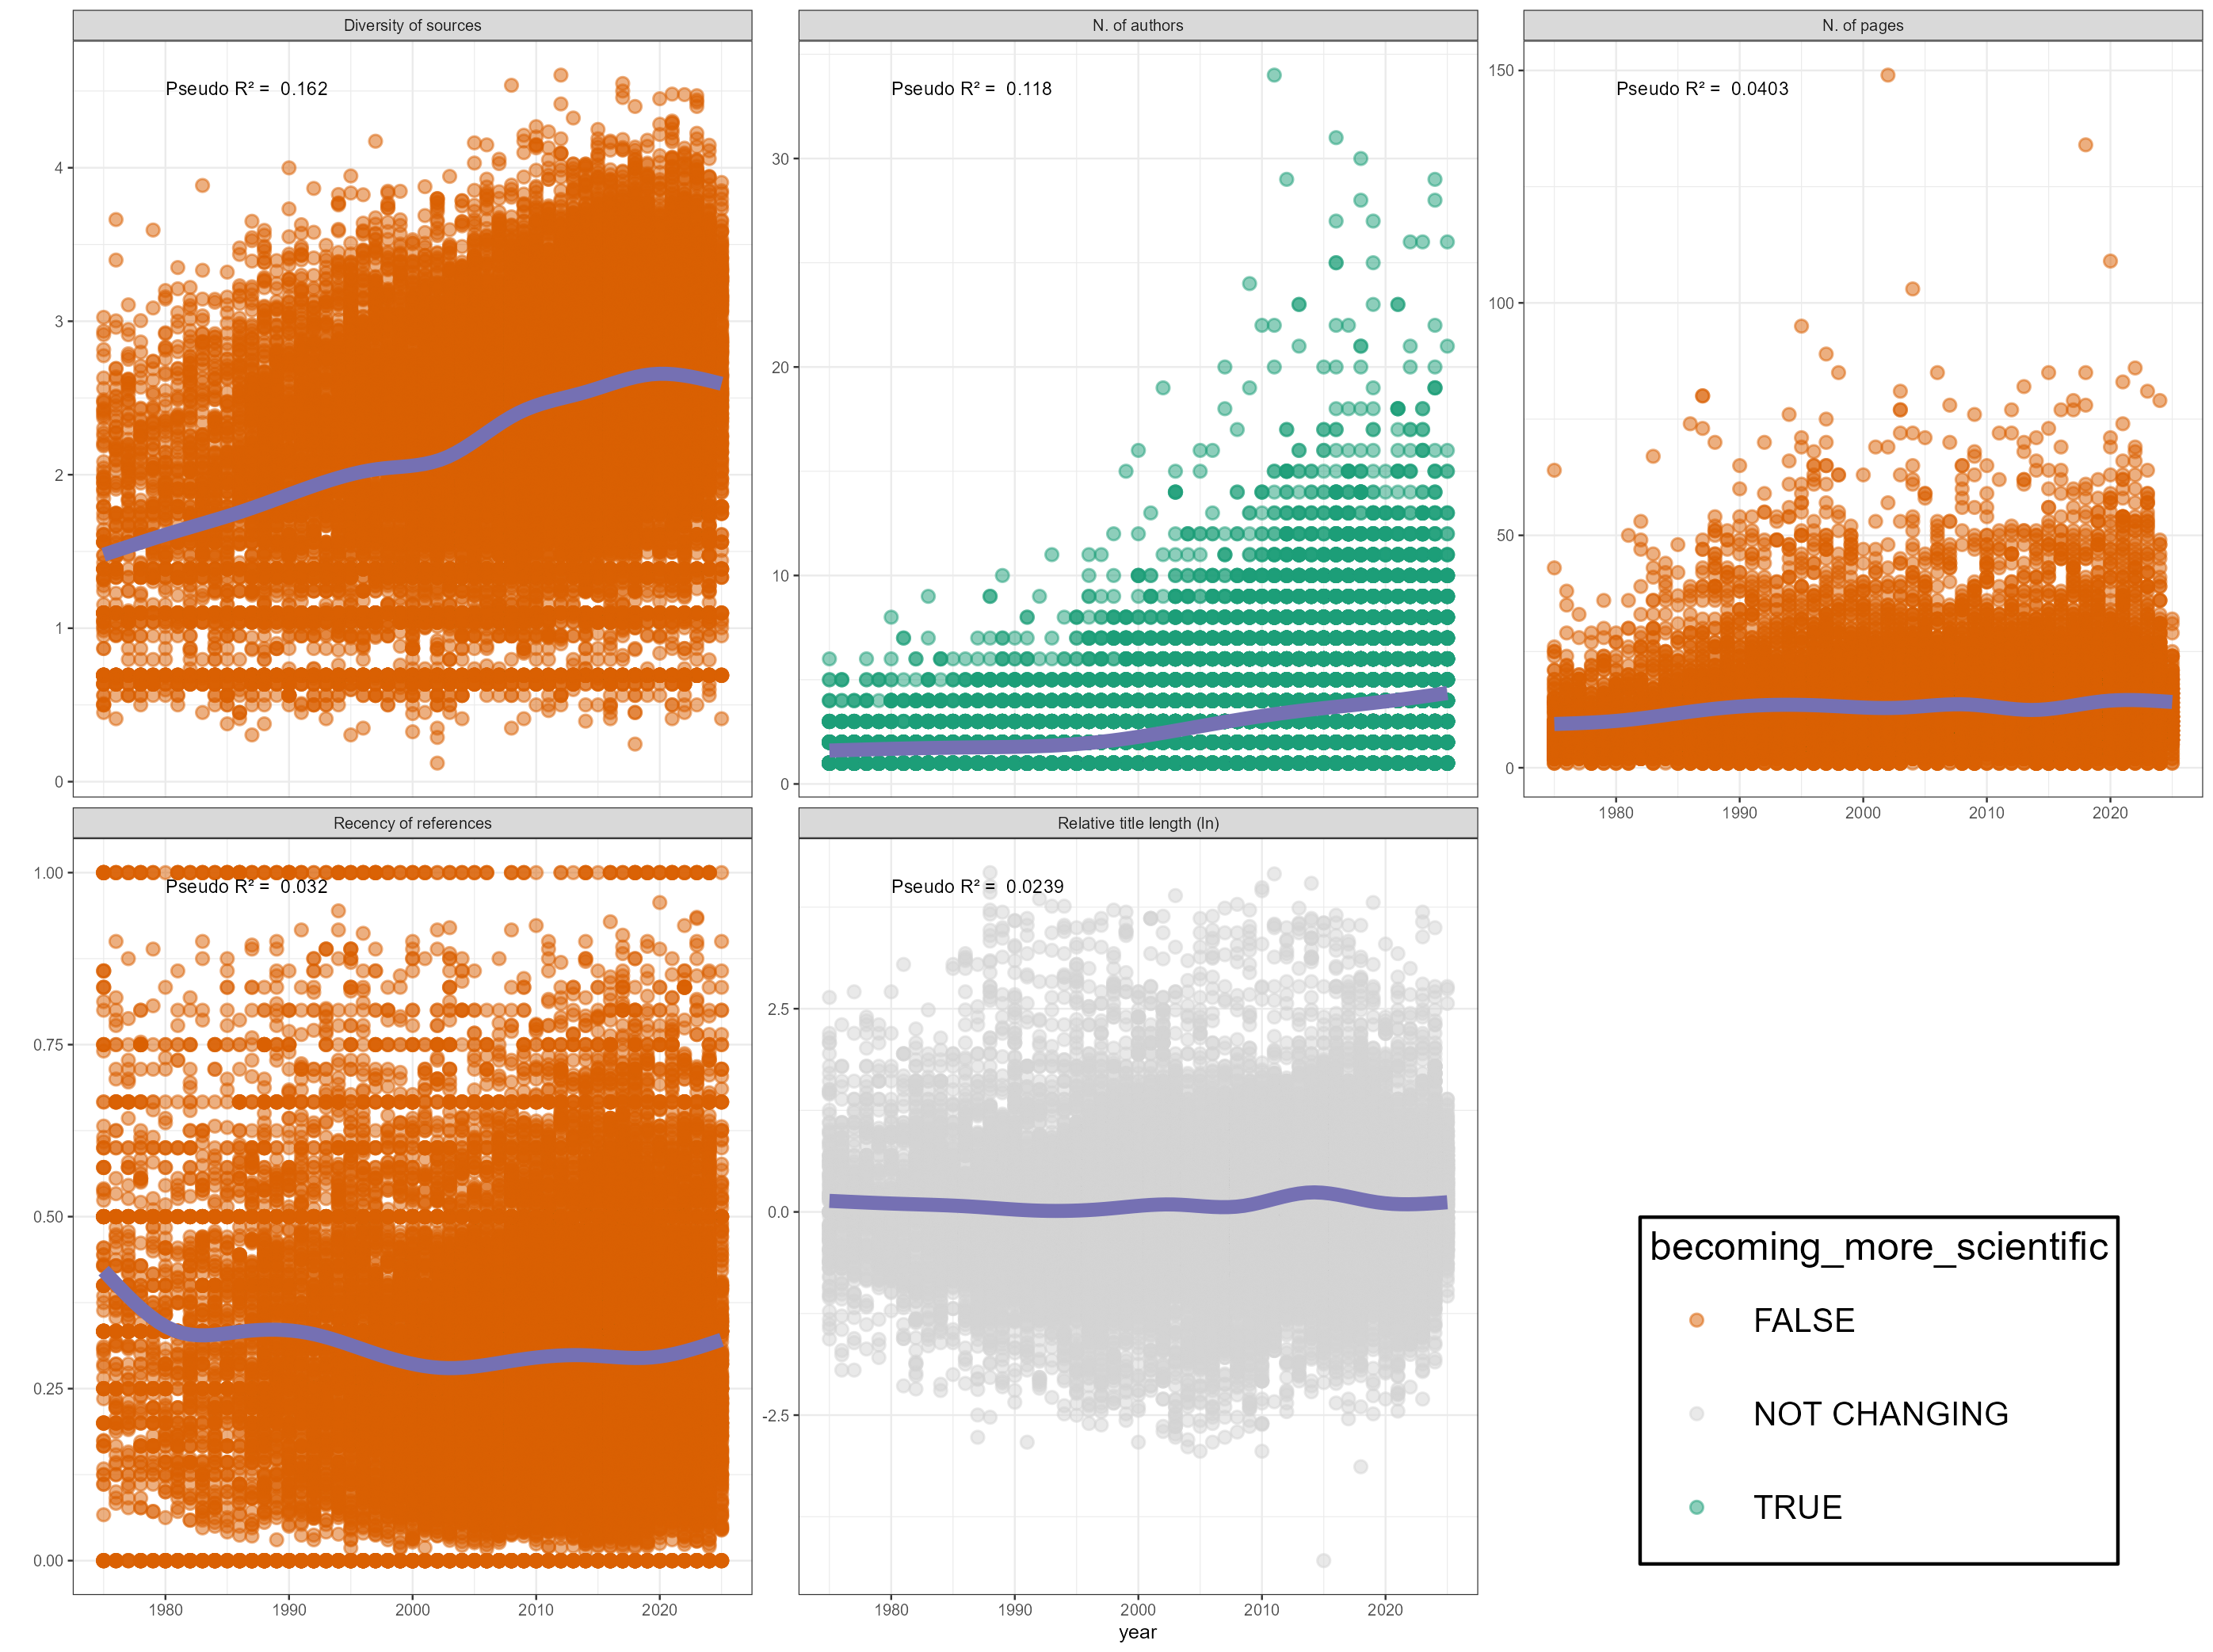 Diversity of sources
N. of authors
N. of pages
Pseudo R² = 0.162
Pseudo R² = 0.118
Pseudo R² = 0.0403
4
3
2
1
0
30
20
10
0
150
100
50
0
1980 1990 2000 2010 2020
Recency of references
Relative title length (ln)
Pseudo R² = 0.032
Pseudo R² = 0.0239
1.00
0.75
0.50
0.25
0.00
2.5
0.0
-2.5
1980 1990 2000 2010 2020
1980 1990 2000 2010 2020
year
becoming_more_scientific
FALSE
NOT CHANGING
TRUE